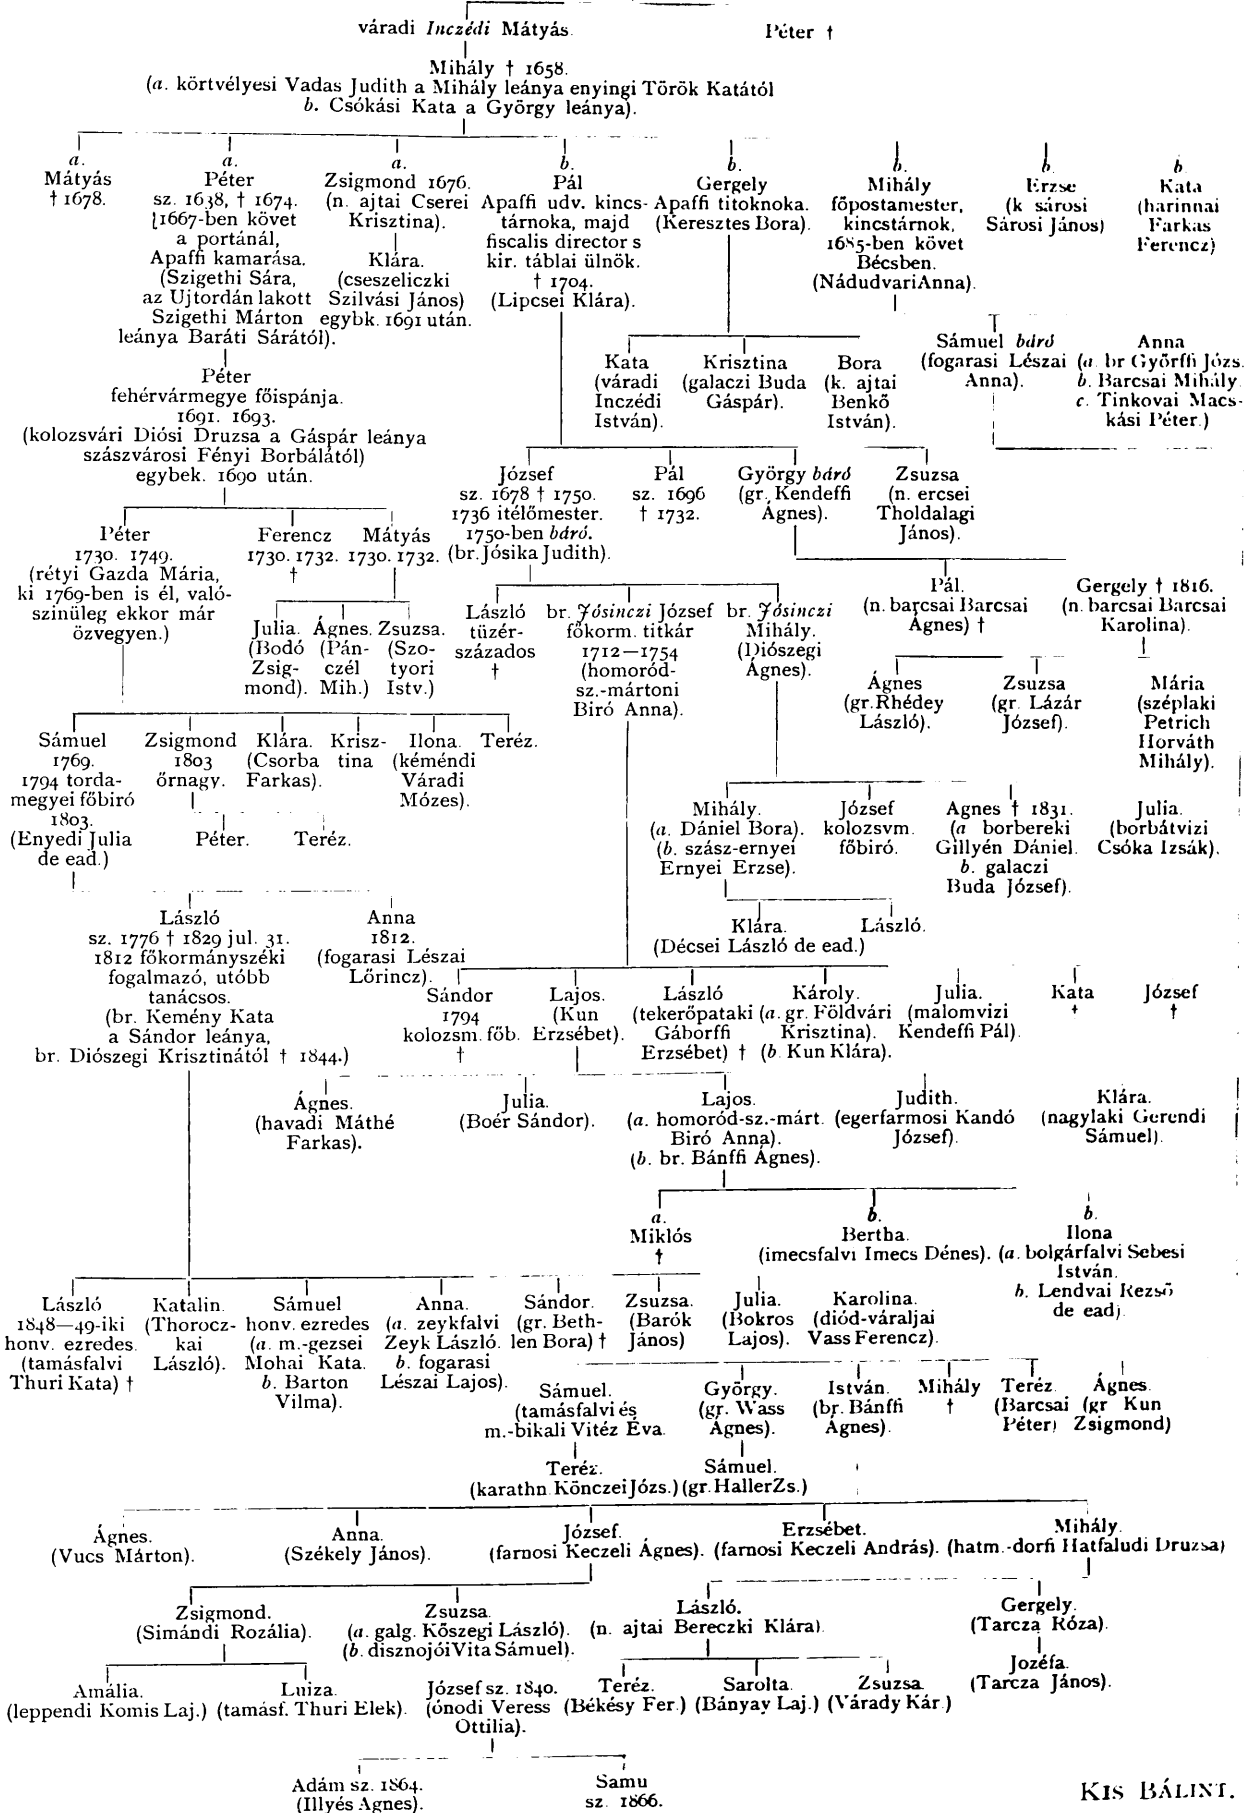 váradi Inczédi Mátyás.
Péter †
Mihály † 1658.
(a. körtvélyesi Vadas Judith a Mihály leánya enyingi Török Katától
b. Csókási Kata a György leánya).
a.
Mátyás
† 1678.
a.
Péter
sz. 1638, † 1674.
[1667-ben követ
a portánál,
Apaffi kamarása.
(Szigethi Sára,
az Ujtordán lakott
Szigethi Márton
leánya Baráti Sárától).
a.
Zsigmond 1676.
(n. ajtai Cserei
Krisztina).
Klára.
(cseszeliczki
Szilvási János)
egybk. 1691 után.
b.
Pál
Apaffi udv. kincs-
tárnoka, majd
fiscalis director s
kir. táblai ülnök.
† 1704.
(Lipcsei Klára).
b.
Gergely
Apaffi titoknoka.
(Keresztes Bora).
b.
Mihály
főpostamester,
kincstárnok,
1685-ben követ
Bécsben.
(Nádudvari Anna).
b.
Erzse
(k sárosi
Sárosi János)
b
Kata
(harinnai
Farkas
Ferencz)
Péter
fehérvármegye főispánja.
1691. 1693.
(kolozsvári Diósi Druzsa a Gáspár leánya
szászvárosi Fényi Borbálától)
egybek. 1690 után.
Kata
(váradi
Inczédi
István).
Krisztina
(galaczi Buda
Gáspár).
Bora
(k. ajtai
Benkő
István).
Sámuel báró
(fogarasi Lészai
Anna).
Anna
(a. br Győrffi Józs.
b. Barcsai Mihály.
c. Tinkovai Macs-
kási Péter.)
József
sz. 1678 † 1750.
1736 itélőmester.
1750-ben báró.
(br. Jósika Judith).
Pál
sz. 1696
† 1732.
György báró
(gr. Kendeffi
Ágnes).
Zsuzsa
(n. ercsei
Tholdalagi
János).
Péter
1730. 1749.
(rétyi Gazda Mária,
ki 1769-ben is él, való-
szinüleg ekkor már
özvegyen.)
Ferencz
1730. 1732.
†
Mátyás
1730. 1732.
Julia.
(Bodó
Zsig-
mond).
Ágnes.
(Pán-
czél
Mih.)
Zsuzsa.
(Szo-
tyori
Istv.)
László
tüzér-
százados
†
br. Jósinczi József
főkorm. titkár
1712—1754
(homoród-
sz.-mártoni
Biró Anna).
br. Jósinczi
Mihály.
(Diószegi
Ágnes).
Pál.
(n. barcsai Barcsai
Ágnes) †
Gergely † 1816.
(n. barcsai Barcsai
Karolina).
Ágnes
(gr. Rhédey
László).
Zsuzsa
(gr. Lázár
József).
Mária
(széplaki
Petrich
Horváth
Mihály).
Sámuel
1769.
1794 torda-
megyei főbiró
1803.
(Enyedi Julia
de ead.)
Zsigmond
1803
őrnagy.
Klára.
(Csorba
Farkas).
Krisz-
tina
Ilona.
(kéméndi
Váradi
Mózes).
Teréz.
Péter.
Teréz.
Mihály.
(a. Dániel Bora).
(b. szász-ernyei
Ernyei Erzse).
József
kolozsvm.
főbiró.
Agnes † 1831.
(a borbereki
Gillyén Dániel.
b. galaczi
Buda József).
Julia.
(borbátvizi
Csóka Izsák).
Klára.
(Décsei László de ead.)
László.
László
sz. 1776 † 1829 jul. 31.
1812 főkormányszéki
fogalmazó, utóbb
tanácsos.
(br. Kemény Kata
a Sándor leánya,
br. Diószegi Krisztinától † 1844.)
Anna
1812.
(fogarasi Lészai
Lőrincz).
Sándor
1794
kolozsm. főb.
†
Lajos.
(Kun
Erzsébet).
László
(tekerőpataki
Gáborffi
Erzsébet) †
Károly.
(a. gr. Földvári
Krisztina).
(b. Kun Klára).
Julia.
(malomvizi
Kendeffi Pál).
Kata
†
József
†
Ágnes.
(havadi Máthé
Farkas).
Julia.
(Boér Sándor).
Lajos.
(a. homoród-sz.-márt.
Biró Anna).
(b. br. Bánffi Ágnes).
Judith.
(egerfarmosi Kandó
József).
Klára.
(nagylaki Gerendi
Sámuel).
a.
Miklós
†
b.
Bertha.
(imecsfalvi Imecs Dénes).
b.
Ilona
(a. bolgárfalvi Sebesi
István.
b. Lendvai Rezső
de ead).
László
1848—49-iki
honv. ezredes.
(tamásfalvi
Thuri Kata) †
Katalin.
(Thorocz-
kai
László).
Sámuel
honv. ezredes
(a. m.-gezsei
Mohai Kata.
b. Barton
Vilma).
Anna.
(a. zeykfalvi
Zeyk László.
b. fogarasi
Lészai Lajos).
Sándor.
(gr. Beth-
len Bora) †
Zsuzsa.
(Barók
János)
Julia.
(Bokros
Lajos).
Karolina.
(diód-váraljai
Vass Ferencz).
Sámuel.
(tamásfalvi és
m.-bikali Vitéz Éva.
György.
(gr. Wass
Ágnes).
István.
(br. Bánffi
Ágnes).
Mihály
†
Teréz.
(Barcsai
Péter)
Ágnes.
(gr Kun
Zsigmond)
Teréz.
(karathn. Könczei Józs.)
Sámuel.
(gr. Haller Zs.)
Ágnes.
(Vucs Márton).
Anna.
(Székely János).
József.
(farnosi Keczeli Ágnes).
Erzsébet.
(farnosi Keczeli András).
Mihály.
(hatm.-dorfi Hatfaludi Druzsa)
Zsigmond.
(Simándi Rozália).
Zsuzsa.
(a. galg. Kőszegi László).
(b. disznojói Vita Sámuel).
László.
(n. ajtai Bereczki Klára).
Gergely.
(Tarcza Róza).
Amália.
(leppendi Komis Laj.)
Luiza.
(tamásf. Thuri Elek).
József sz. 1840.
(ónodi Veress
Ottilia).
Teréz.
(Békésy Fer.)
Sarolta.
(Bányay Laj.)
Zsuzsa
(Várady Kár.)
Jozéfa.
(Tarcza János).
Adám sz. 1864.
(Illyés Agnes).
Samu
sz. 1866.
KIS BÁLINT.